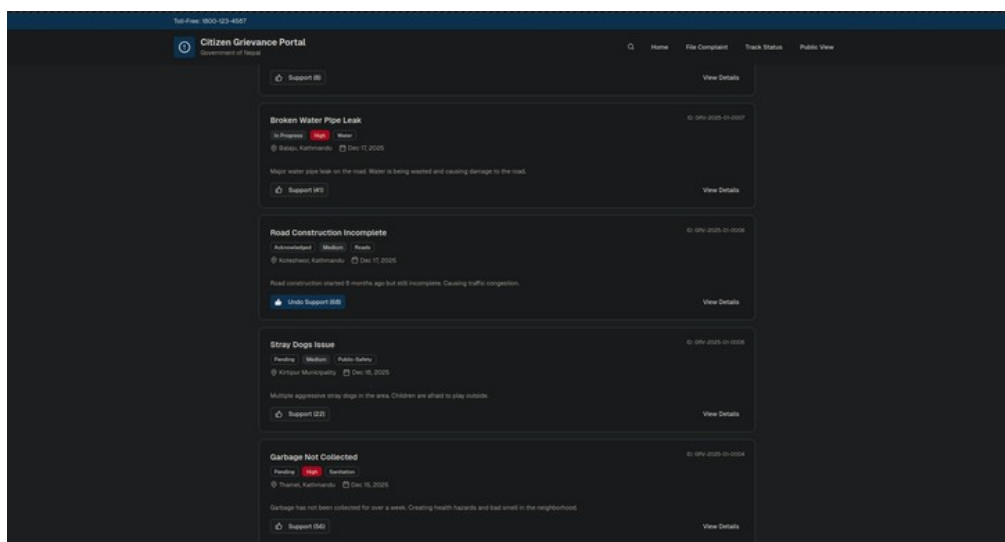 Toll-Free: 1800-123-4567
Citizen Grievance Portal
Government of Nepal
Home File Complaint Track Status Public View
Support (8) View Details
Broken Water Pipe Leak
ID: GRV-2025-01-0007
In Progress High Water
Balaju, Kathmandu Dec 17, 2025
Major water pipe leak on the road. Water is being wasted and causing damage to the road.
Support (41) View Details
Road Construction Incomplete
ID: GRV-2025-01-0006
Acknowledged Medium Roads
Koteshwor, Kathmandu Dec 17, 2025
Road construction started 6 months ago but still incomplete. Causing traffic congestion.
Undo Support (68) View Details
Stray Dogs Issue
Pending Medium Public-Safety
Kirtipur Municipality Dec 16, 2025
Multiple aggressive stray dogs in the area. Children are afraid to play outside.
Support (22) View Details
Garbage Not Collected
ID: GRV-2025-01-0004
Pending High Sanitation
Thamel, Kathmandu Dec 15, 2025
Garbage has not been collected for over a week. Creating health hazards and bad smell in the neighborhood.
Support (56) View Details